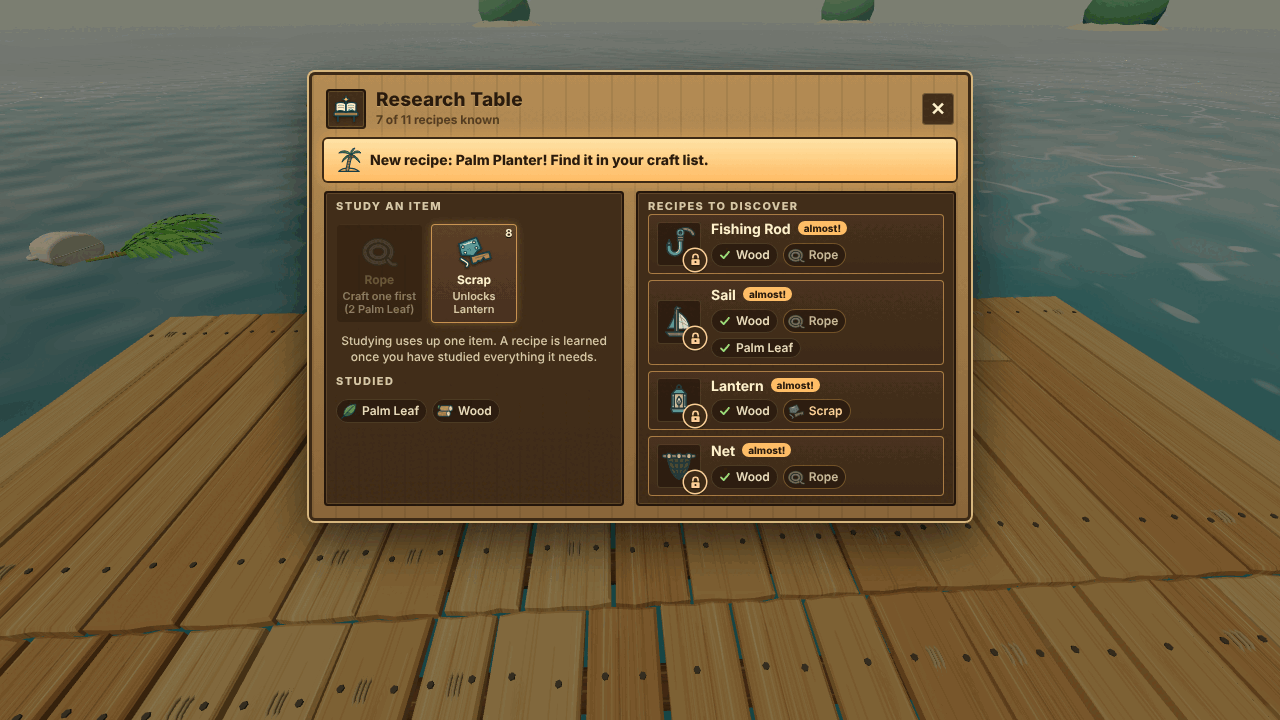 Research Table
7 of 11 recipes known
New recipe: Palm Planter! Find it in your craft list.
STUDY AN ITEM
Rope
Craft one first
(2 Palm Leaf)
8
Scrap
Unlocks
Lantern
Studying uses up one item. A recipe is learned
once you have studied everything it needs.
STUDIED
Palm Leaf
Wood
RECIPES TO DISCOVER
Fishing Rod almost!
Wood Rope
Sail almost!
Wood Rope
Palm Leaf
Lantern almost!
Wood Scrap
Net almost!
Wood Rope